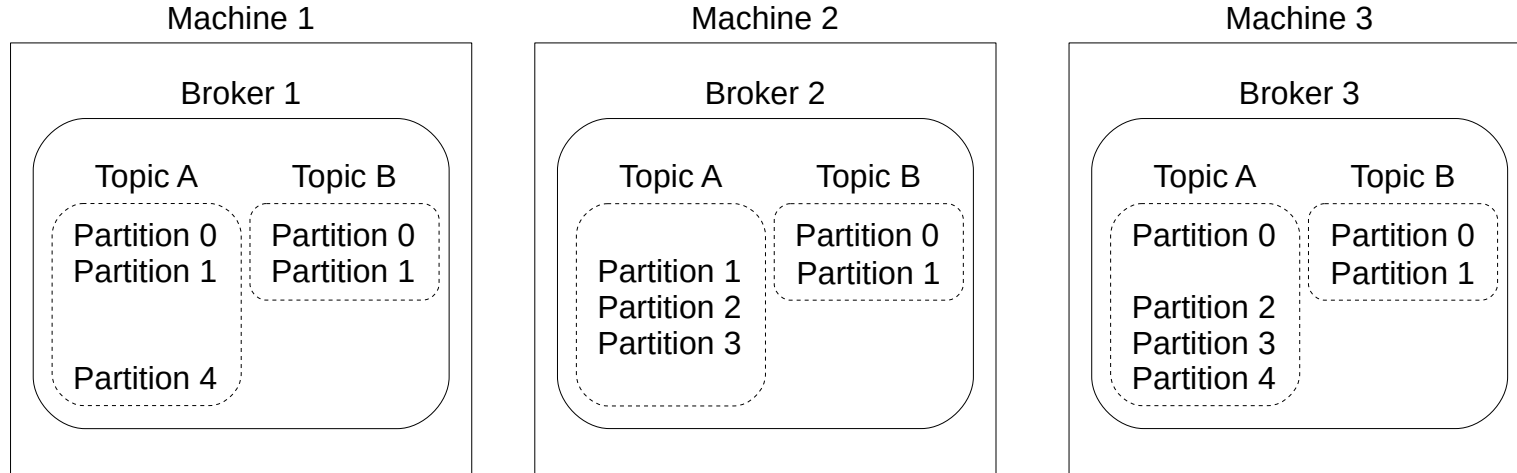 Machine 1
Machine 2
Machine 3
Broker 1
Broker 2
Broker 3
Topic A
Topic B
Topic A
Topic B
Topic A
Topic B
Partition 0
Partition 1
Partition 4
Partition 0
Partition 1
Partition 1
Partition 2
Partition 3
Partition 0
Partition 1
Partition 0
Partition 2
Partition 3
Partition 4
Partition 0
Partition 1